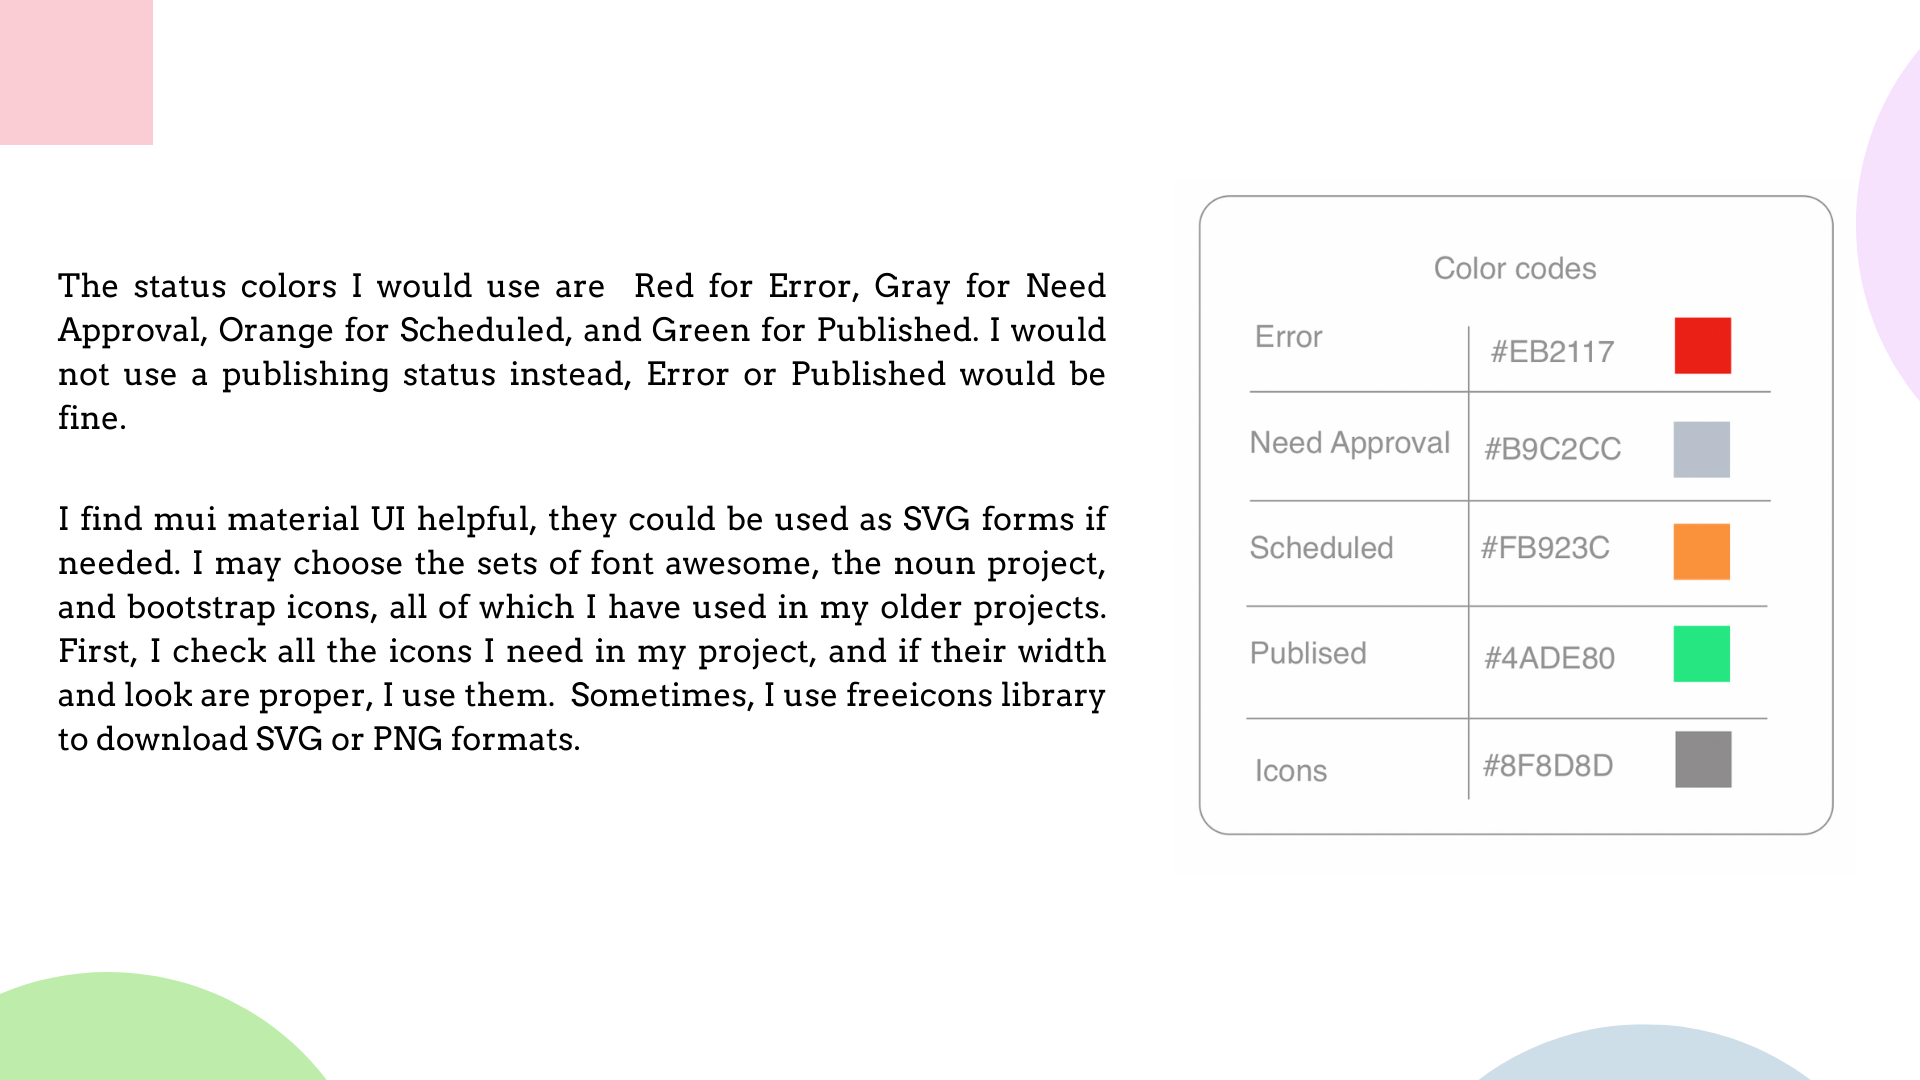 The status colors I would use are  Red for Error, Gray for Need
Approval, Orange for Scheduled, and Green for Published. I would
not use a publishing status instead, Error or Published would be
fine.
I find mui material UI helpful, they could be used as SVG forms if
needed. I may choose the sets of font awesome, the noun project,
and bootstrap icons, all of which I have used in my older projects.
First, I check all the icons I need in my project, and if their width
and look are proper, I use them.  Sometimes, I use freeicons library
to download SVG or PNG formats.
Color codes
Error #EB2117
Need Approval #B9C2CC
Scheduled #FB923C
Publised #4ADE80
Icons #8F8D8D